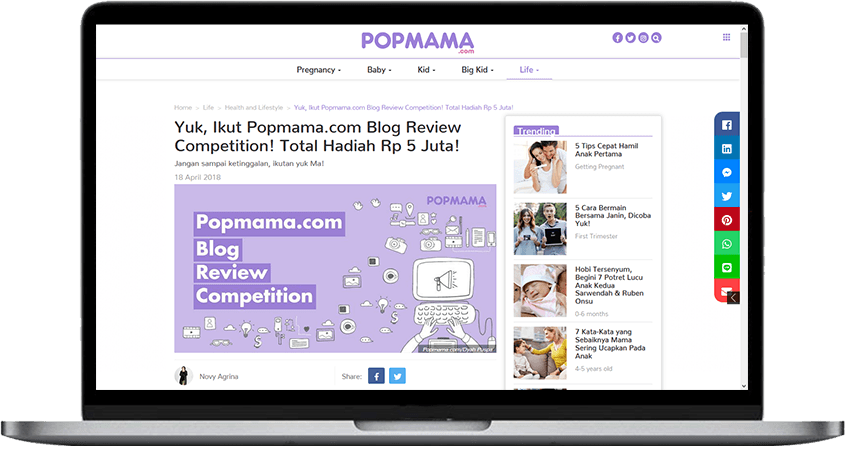 POPMAMA
.com
Pregnancy
Baby
Kid
Big Kid
Life
Home > Life > Health and Lifestyle > Yuk, Ikut Popmama.com Blog Review Competition! Total Hadiah Rp 5 Juta!
Yuk, Ikut Popmama.com Blog Review
Competition! Total Hadiah Rp 5 Juta!
Jangan sampai ketinggalan, ikutan yuk Ma!
18 April 2018
POPMAMA
.com
Popmama.com
Blog
Review
Competition
Popmama.com/Dyah Puspa
Novy Agrina
Share:
Trending
5 Tips Cepat Hamil
Anak Pertama
Getting Pregnant
5 Cara Bermain
Bersama Janin, Dicoba
Yuk!
First Trimester
Hobi Tersenyum,
Begini 7 Potret Lucu
Anak Kedua
Sarwendah & Ruben
Onsu
0-6 months
7 Kata-Kata yang
Sebaiknya Mama
Sering Ucapkan Pada
Anak
4-5 years old